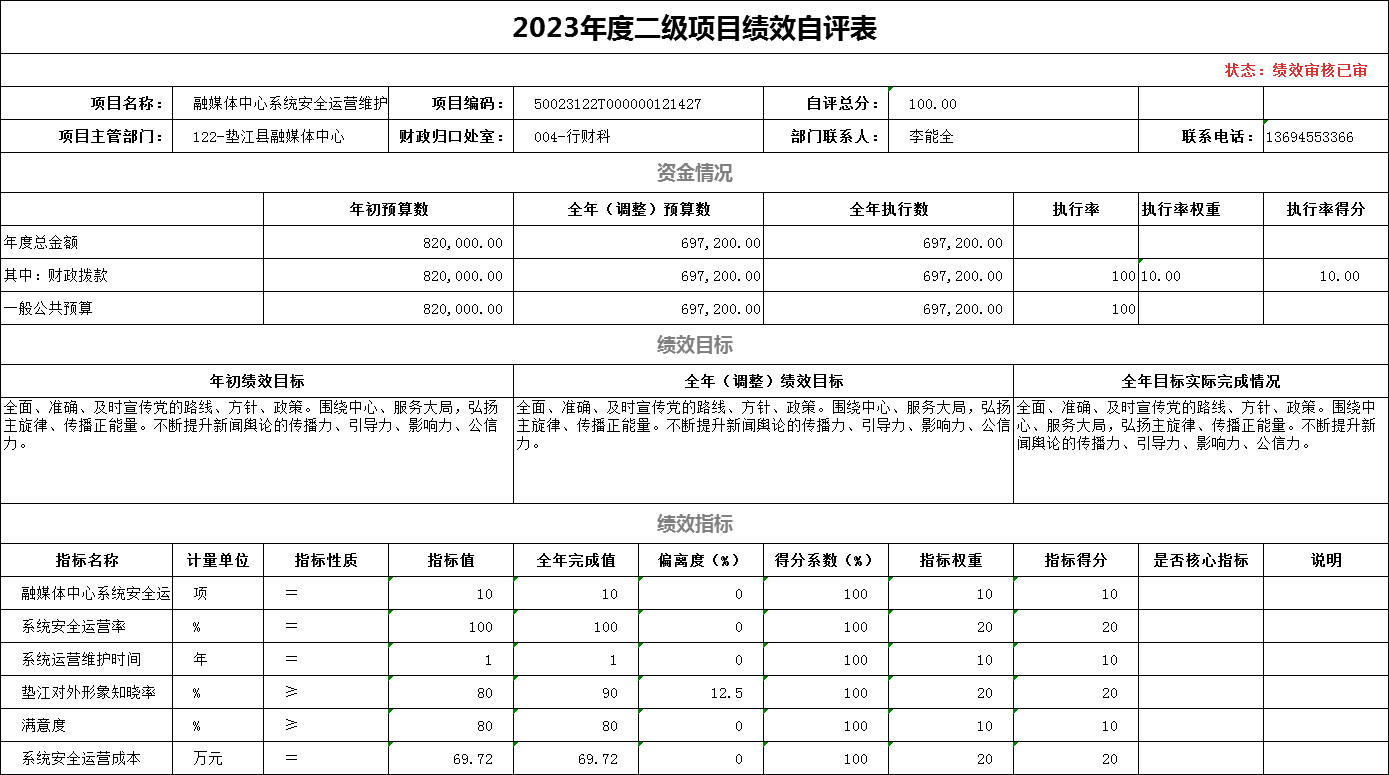 2023年度二级项目绩效自评表
状态：绩效审核已审
项目名称： 融媒体中心系统安全运营维护 项目编码： 50023122T000000121427 自评总分： 100.00
项目主管部门： 122-垫江县融媒体中心 财政归口处室： 004-行财科 部门联系人： 李能全 联系电话： 13694553366
资金情况
年初预算数 全年（调整）预算数 全年执行数 执行率 执行率权重 执行率得分
年度总金额 820,000.00 697,200.00 697,200.00
其中：财政拨款 820,000.00 697,200.00 697,200.00 100 10.00 10.00
一般公共预算 820,000.00 697,200.00 697,200.00 100
绩效目标
年初绩效目标 全年（调整）绩效目标 全年目标实际完成情况
全面、准确、及时宣传党的路线、方针、政策。围绕中心、服务大局，弘扬
主旋律、传播正能量。不断提升新闻舆论的传播力、引导力、影响力、公信
力。
全面、准确、及时宣传党的路线、方针、政策。围绕中心、服务大局，弘扬
主旋律、传播正能量。不断提升新闻舆论的传播力、引导力、影响力、公信
力。
全面、准确、及时宣传党的路线、方针、政策。围绕中
心、服务大局，弘扬主旋律、传播正能量。不断提升新
闻舆论的传播力、引导力、影响力、公信力。
绩效指标
指标名称 计量单位 指标性质 指标值 全年完成值 偏离度（%） 得分系数（%） 指标权重 指标得分 是否核心指标 说明
融媒体中心系统安全运 项 ＝ 10 10 0 100 10 10
系统安全运营率 % ＝ 100 100 0 100 20 20
系统运营维护时间 年 ＝ 1 1 0 100 10 10
垫江对外形象知晓率 % ≥ 80 90 12.5 100 20 20
满意度 % ≥ 80 80 0 100 10 10
系统安全运营成本 万元 ＝ 69.72 69.72 0 100 20 20